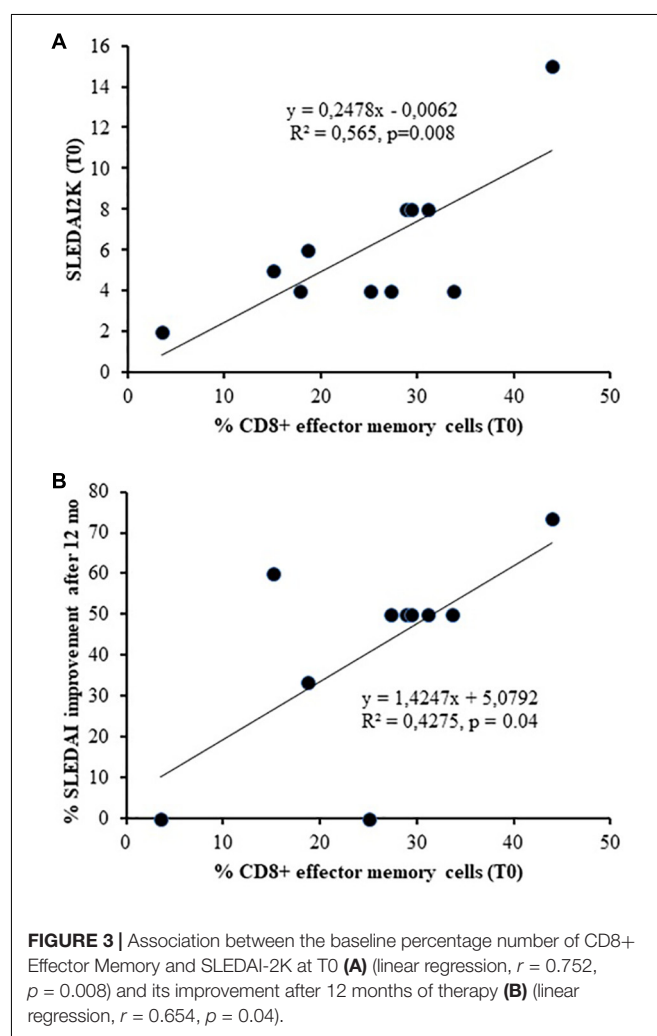 A
16
14
12
10
8
6
4
2
0
SLEDAI2K (T0)
y = 0,2478x - 0,0062
R² = 0,565, p=0.008
0 10 20 30 40 50
% CD8+ effector memory cells (T0)
B
80
70
60
50
40
30
20
10
0
% SLEDAI improvement after 12 mo
y = 1,4247x + 5,0792
R² = 0,4275, p = 0.04
0 10 20 30 40 50
% CD8+ effector memory cells (T0)
FIGURE 3 | Association between the baseline percentage number of CD8+
Effector Memory and SLEDAI-2K at T0 (A) (linear regression, r = 0.752,
p = 0.008) and its improvement after 12 months of therapy (B) (linear
regression, r = 0.654, p = 0.04).